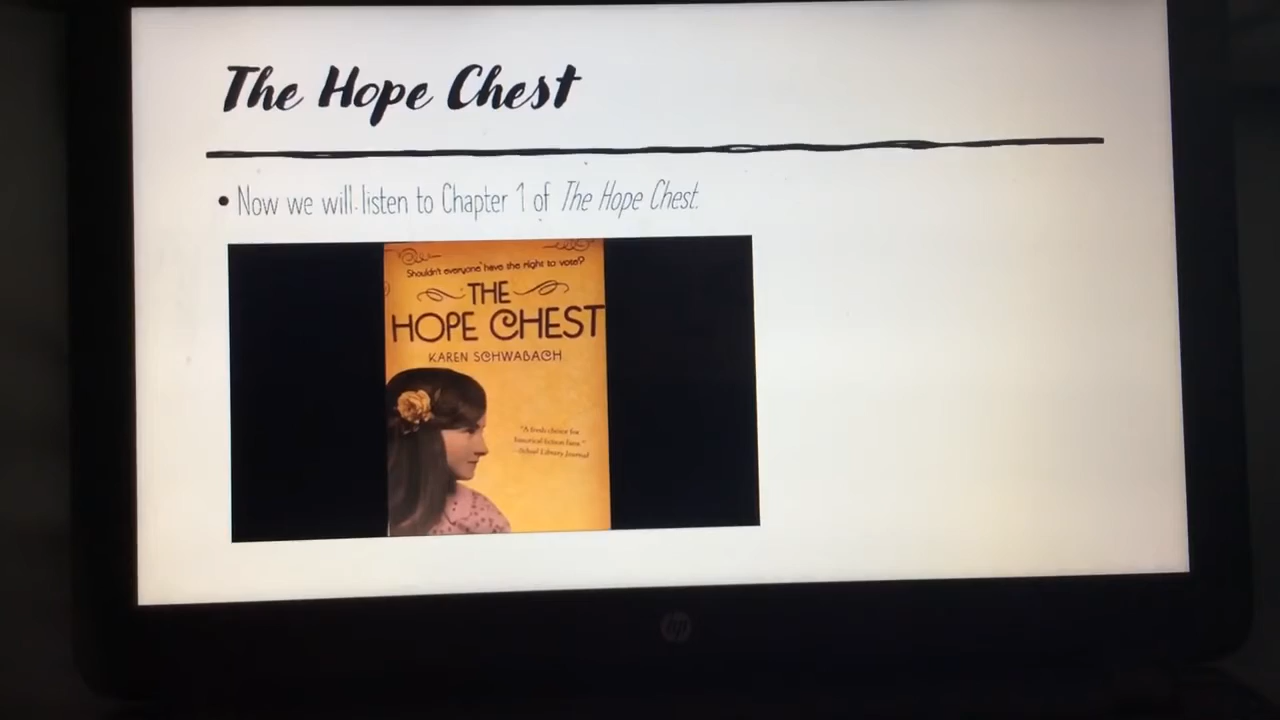 The Hope Chest
• Now we will listen to Chapter 1 of The Hope Chest.
Shouldn't everyone have the right to vote?
THE
HOPE CHEST
KAREN SCHWABACH
"A fresh choice for
historical fiction fans."
—School Library Journal
hp